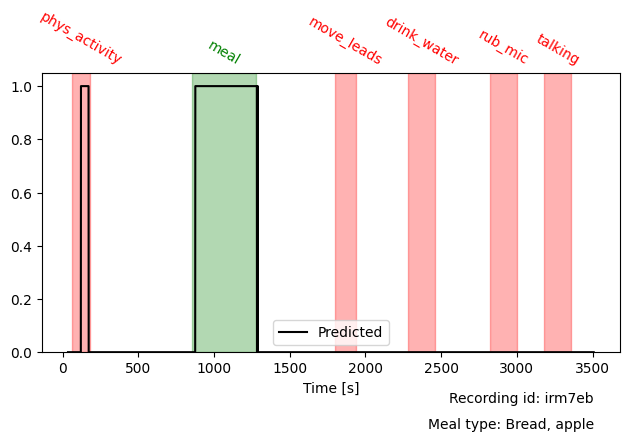 phys_activity
meal
move_leads
drink_water
rub_mic
talking
1.0
0.8
0.6
0.4
0.2
0.0
Predicted
0 500 1000 1500 2000 2500 3000 3500
Time [s]
Recording id: irm7eb
Meal type: Bread, apple